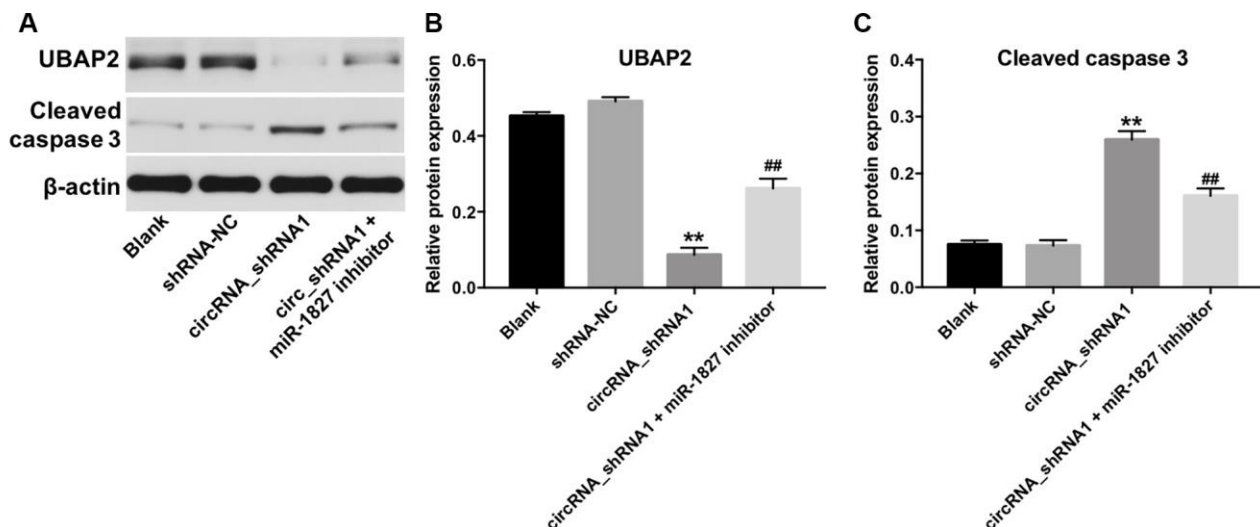 A
UBAP2
Cleaved
caspase 3
β-actin
Blank
shRNA-NC
circRNA_shRNA1
circ_shRNA1 +
miR-1827 inhibitor
B
UBAP2
Relative protein expression
0.6
0.4
0.2
0.0
**
##
Blank
shRNA-NC
circRNA_shRNA1
circRNA_shRNA1 + miR-1827 inhibitor
C
Cleaved caspase 3
Relative protein expression
0.4
0.3
0.2
0.1
0.0
**
##
Blank
shRNA-NC
circRNA_shRNA1
circRNA_shRNA1 + miR-1827 inhibitor